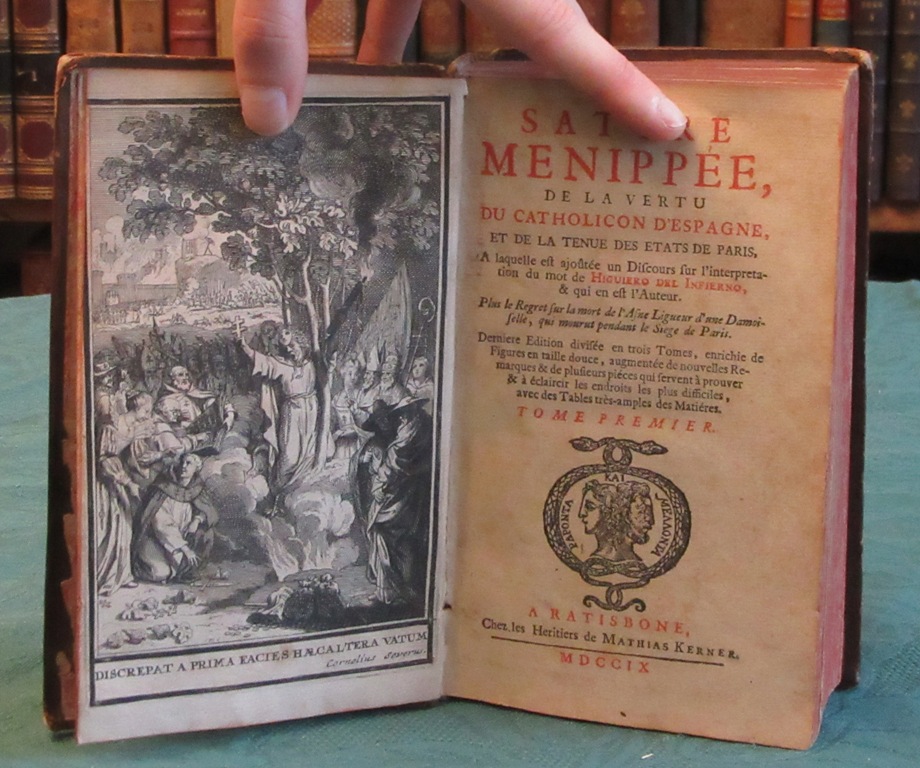 DISCREPAT A PRIMA FACIES HÆC ALTERA VATUM
Cornelius Severus.
MENIPPÉE,
DE LA VERTU
DU CATHOLICON D'ESPAGNE,
ET DE LA TENUE DES ETATS DE PARIS,
A laquelle est ajoûtée un Discours sur l'interpreta-
tion du mot de HIGUIERO DEL INFIERNO,
& qui en est l'Auteur.
Plus le Regret sur la mort de l'Asne Ligueur d'une Damoi-
selle, qui mourut pendant le Siege de Paris.
Derniere Edition divisée en trois Tomes, enrichie de
Figures en taille douce, augmentée de nouvelles Re-
marques & de plusieurs piéces qui servent à prouver
& à éclaircir les endroits les plus difficiles,
avec des Tables très-amples des Matiéres.
TOME PREMIER.
KAI
ΜΕΛΛΟΝΤΑ
A RATISBONE,
Chez les Heritiers de MATHIAS KERNER.
MDCCIX